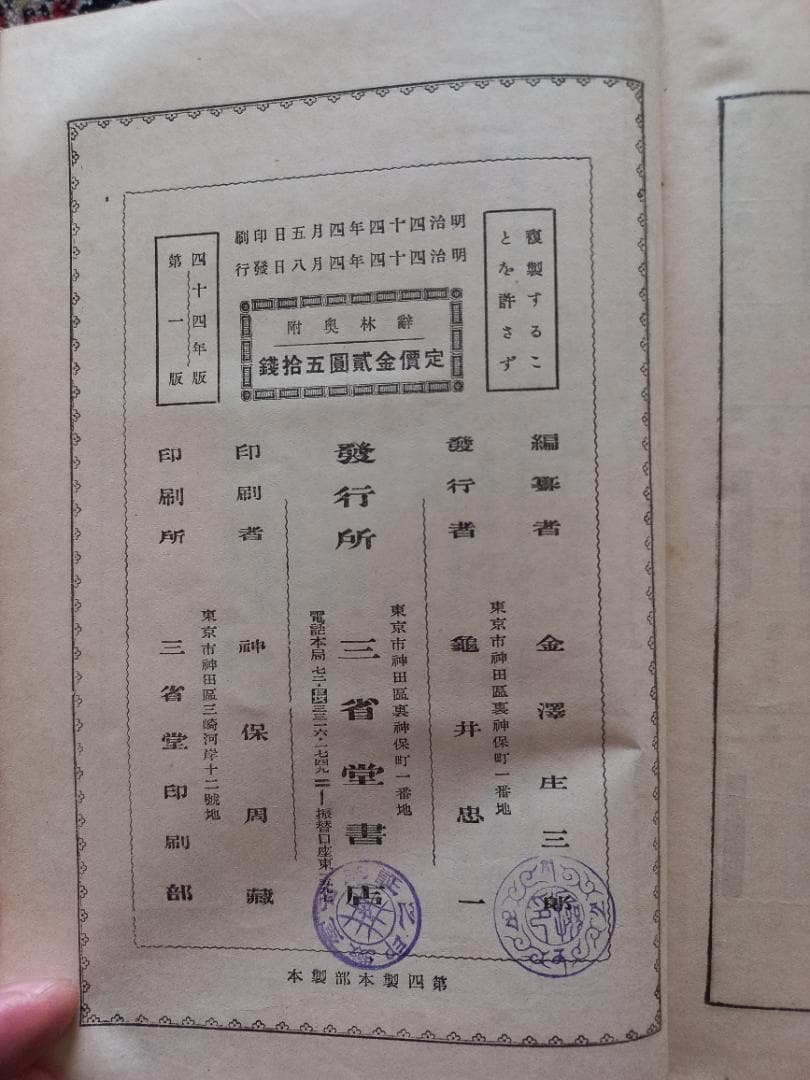 複製するこ
とを許さず
明治四十四年四月五日印刷
明治四十四年四月八日發行
辭林奥附
定價金貳圓五拾錢
四十四年版
第一版
編纂者
金澤庄三郎
發行者
東京市神田區裏神保町一番地
龜井忠一
發行所
東京市神田區裏神保町一番地
三省堂書店
印刷者
神保周藏
印刷所
東京市神田區三崎河岸十二號地
三省堂印刷部
第四製本部製本